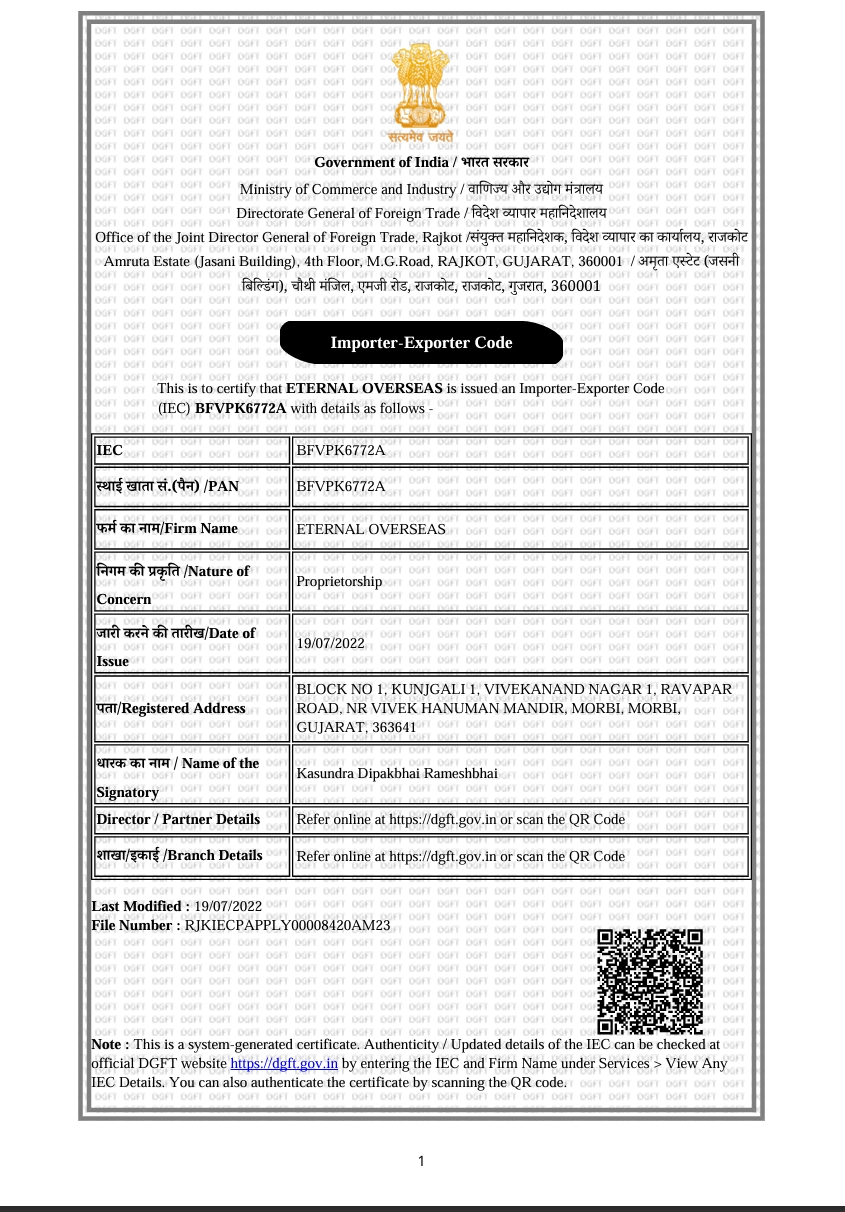 सत्यमेव जयते
Government of India / भारत सरकार
Ministry of Commerce and Industry / वाणिज्य और उद्योग मंत्रालय
Directorate General of Foreign Trade / विदेश व्यापार महानिदेशालय
Office of the Joint Director General of Foreign Trade, Rajkot /संयुक्त महानिदेशक, विदेश व्यापार का कार्यालय, राजकोट
Amruta Estate (Jasani Building), 4th Floor, M.G.Road, RAJKOT, GUJARAT, 360001 / अमृता एस्टेट (जसनी
बिल्डिंग), चौथी मंजिल, एमजी रोड, राजकोट, राजकोट, गुजरात, 360001
Importer-Exporter Code
This is to certify that ETERNAL OVERSEAS is issued an Importer-Exporter Code
(IEC) BFVPK6772A with details as follows -
IEC BFVPK6772A
स्थाई खाता सं.(पैन) /PAN BFVPK6772A
फर्म का नाम/Firm Name ETERNAL OVERSEAS
निगम की प्रकृति /Nature of
Concern
Proprietorship
जारी करने की तारीख/Date of
Issue
19/07/2022
पता/Registered Address
BLOCK NO 1, KUNJGALI 1, VIVEKANAND NAGAR 1, RAVAPAR
ROAD, NR VIVEK HANUMAN MANDIR, MORBI, MORBI,
GUJARAT, 363641
धारक का नाम / Name of the
Signatory
Kasundra Dipakbhai Rameshbhai
Director / Partner Details Refer online at https://dgft.gov.in or scan the QR Code
शाखा/इकाई /Branch Details Refer online at https://dgft.gov.in or scan the QR Code
Last Modified : 19/07/2022
File Number : RJKIECPAPPLY00008420AM23
Note : This is a system-generated certificate. Authenticity / Updated details of the IEC can be checked at
official DGFT website https://dgft.gov.in by entering the IEC and Firm Name under Services > View Any
IEC Details. You can also authenticate the certificate by scanning the QR code.
1